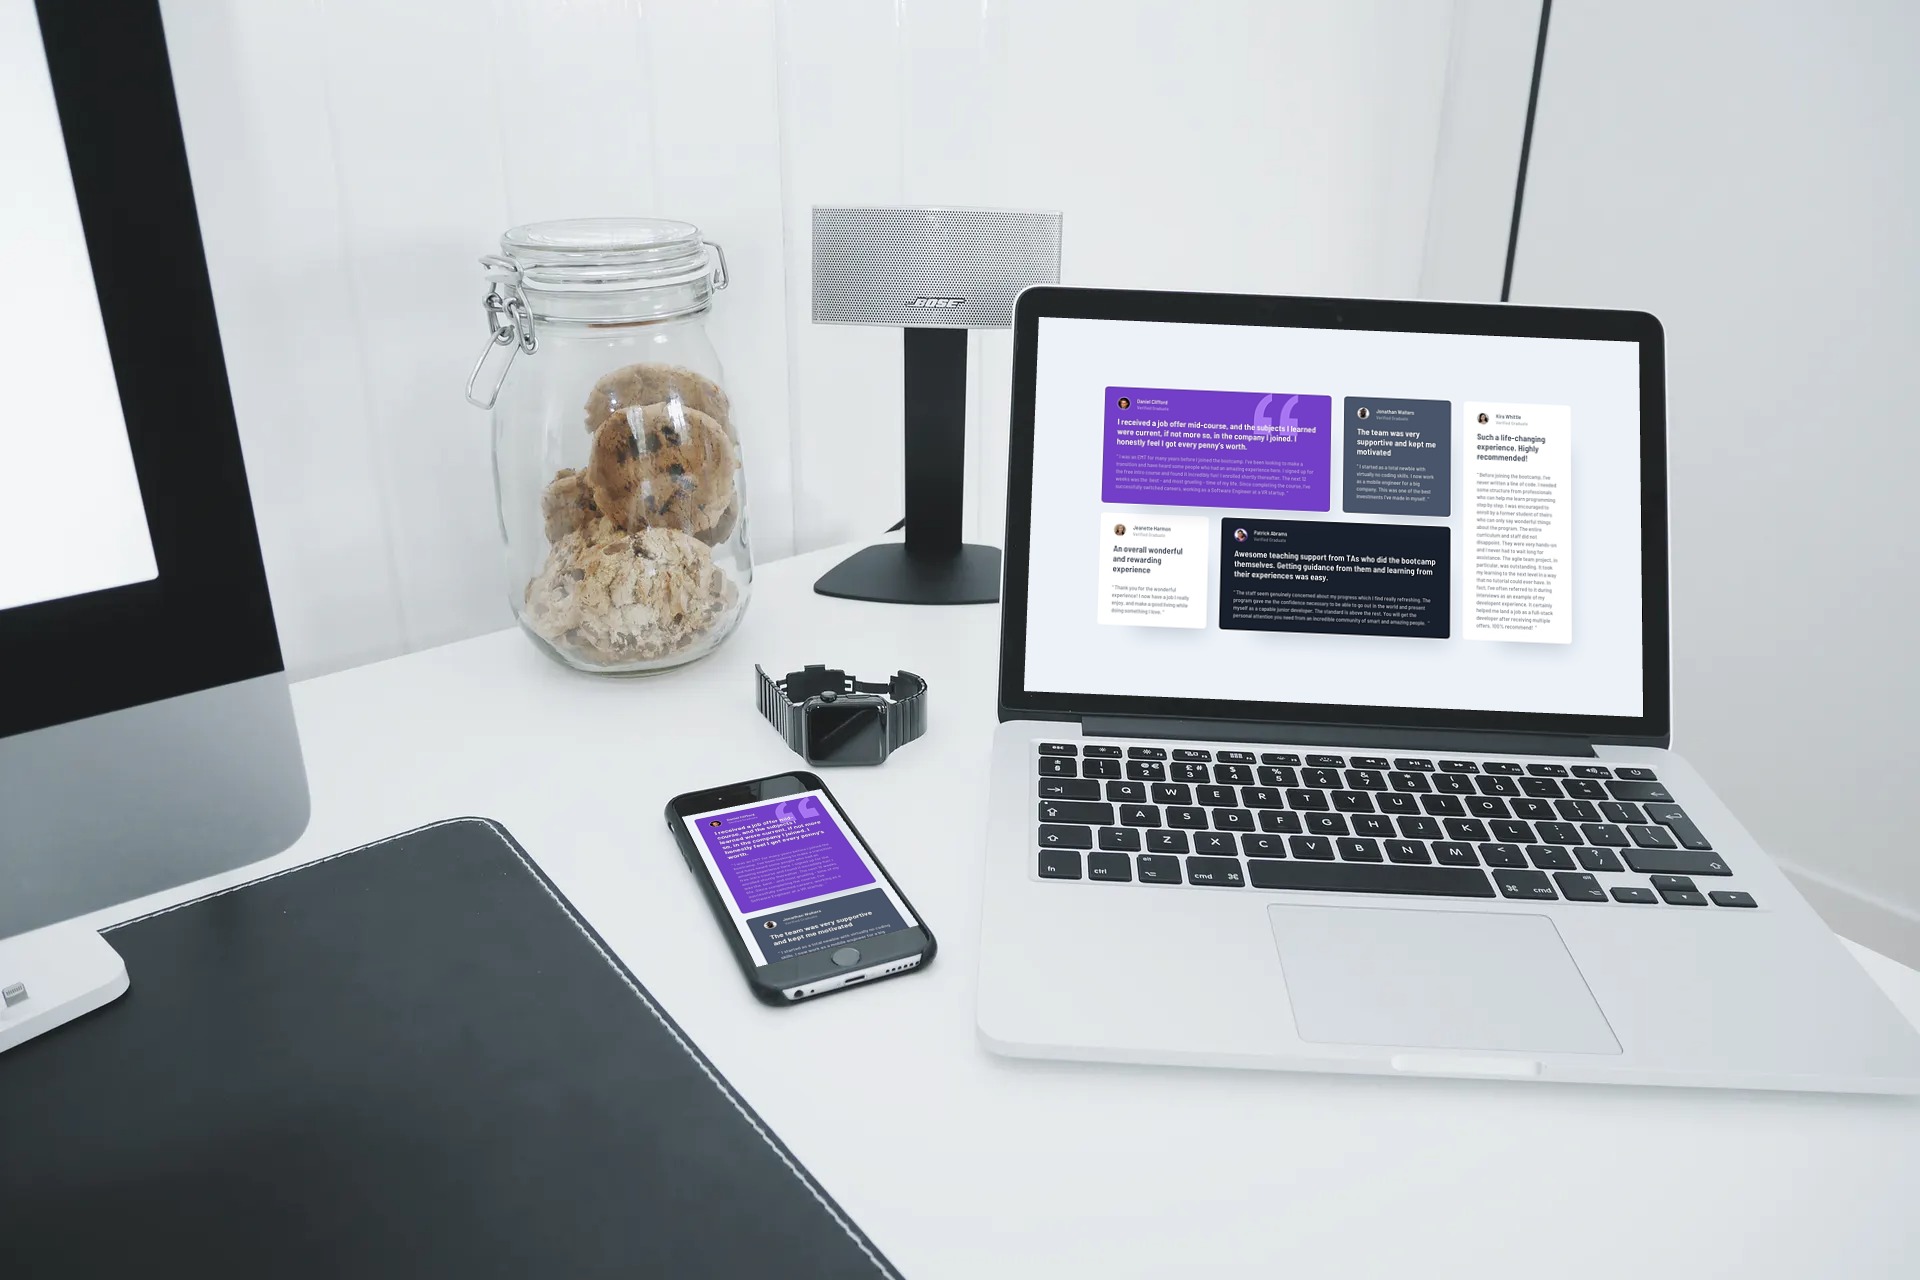 BOSE
Daniel Clifford
Verified Graduate
I received a job offer mid-course, and the subjects I learned
were current, if not more so, in the company I joined. I
honestly feel I got every penny's worth.
" I was an EMT for many years before I joined the bootcamp. I've been looking to make a
transition and have heard some people who had an amazing experience here. I signed up for
the free intro course and found it incredibly fun! I enrolled shortly thereafter. The next 12
weeks was the best - and most grueling - time of my life. Since completing the course, I've
successfully switched careers, working as a Software Engineer at a VR startup. "
Jonathan Walters
Verified Graduate
The team was very
supportive and kept me
motivated
" I started as a total newbie with
virtually no coding skills. I now work
as a mobile engineer for a big
company. This was one of the best
investments I've made in myself. "
Kira Whittle
Verified Graduate
Such a life-changing
experience. Highly
recommended!
" Before joining the bootcamp, I've
never written a line of code. I needed
some structure from professionals
who can help me learn programming
step by step. I was encouraged to
enroll by a former student of theirs
who can only say wonderful things
about the program. The entire
curriculum and staff did not
disappoint. They were very hands-on
and I never had to wait long for
assistance. The agile team project, in
particular, was outstanding. It took
my learning to the next level in a way
that no tutorial could ever have. In
fact, I've often referred to it during
interviews as an example of my
developent experience. It certainly
helped me land a job as a full-stack
developer after receiving multiple
offers. 100% recommend! "
Jeanette Harmon
Verified Graduate
An overall wonderful
and rewarding
experience
" Thank you for the wonderful
experience! I now have a job I really
enjoy, and make a good living while
doing something I love. "
Patrick Abrams
Verified Graduate
Awesome teaching support from TAs who did the bootcamp
themselves. Getting guidance from them and learning from
their experiences was easy.
" The staff seem genuinely concerned about my progress which I find really refreshing. The
program gave me the confidence necessary to be able to go out in the world and present
myself as a capable junior developer. The standard is above the rest. You will get the
personal attention you need from an incredible community of smart and amazing people. "
I received a job offer mid-
course, and the subjects I
learned were current, if not more
so, in the company I joined. I
honestly feel I got every penny's
worth.
Jonathan Walters
The team was very supportive
and kept me motivated
" I started as a total newbie with virtually no coding
skills. I now work as a mobile engineer for a big
esc
1 2 3 4 5 6 7 8 9 0
Q W E R T Y U I O P
A S D F G H J K L
Z X C V B N M
fn ctrl alt cmd cmd alt